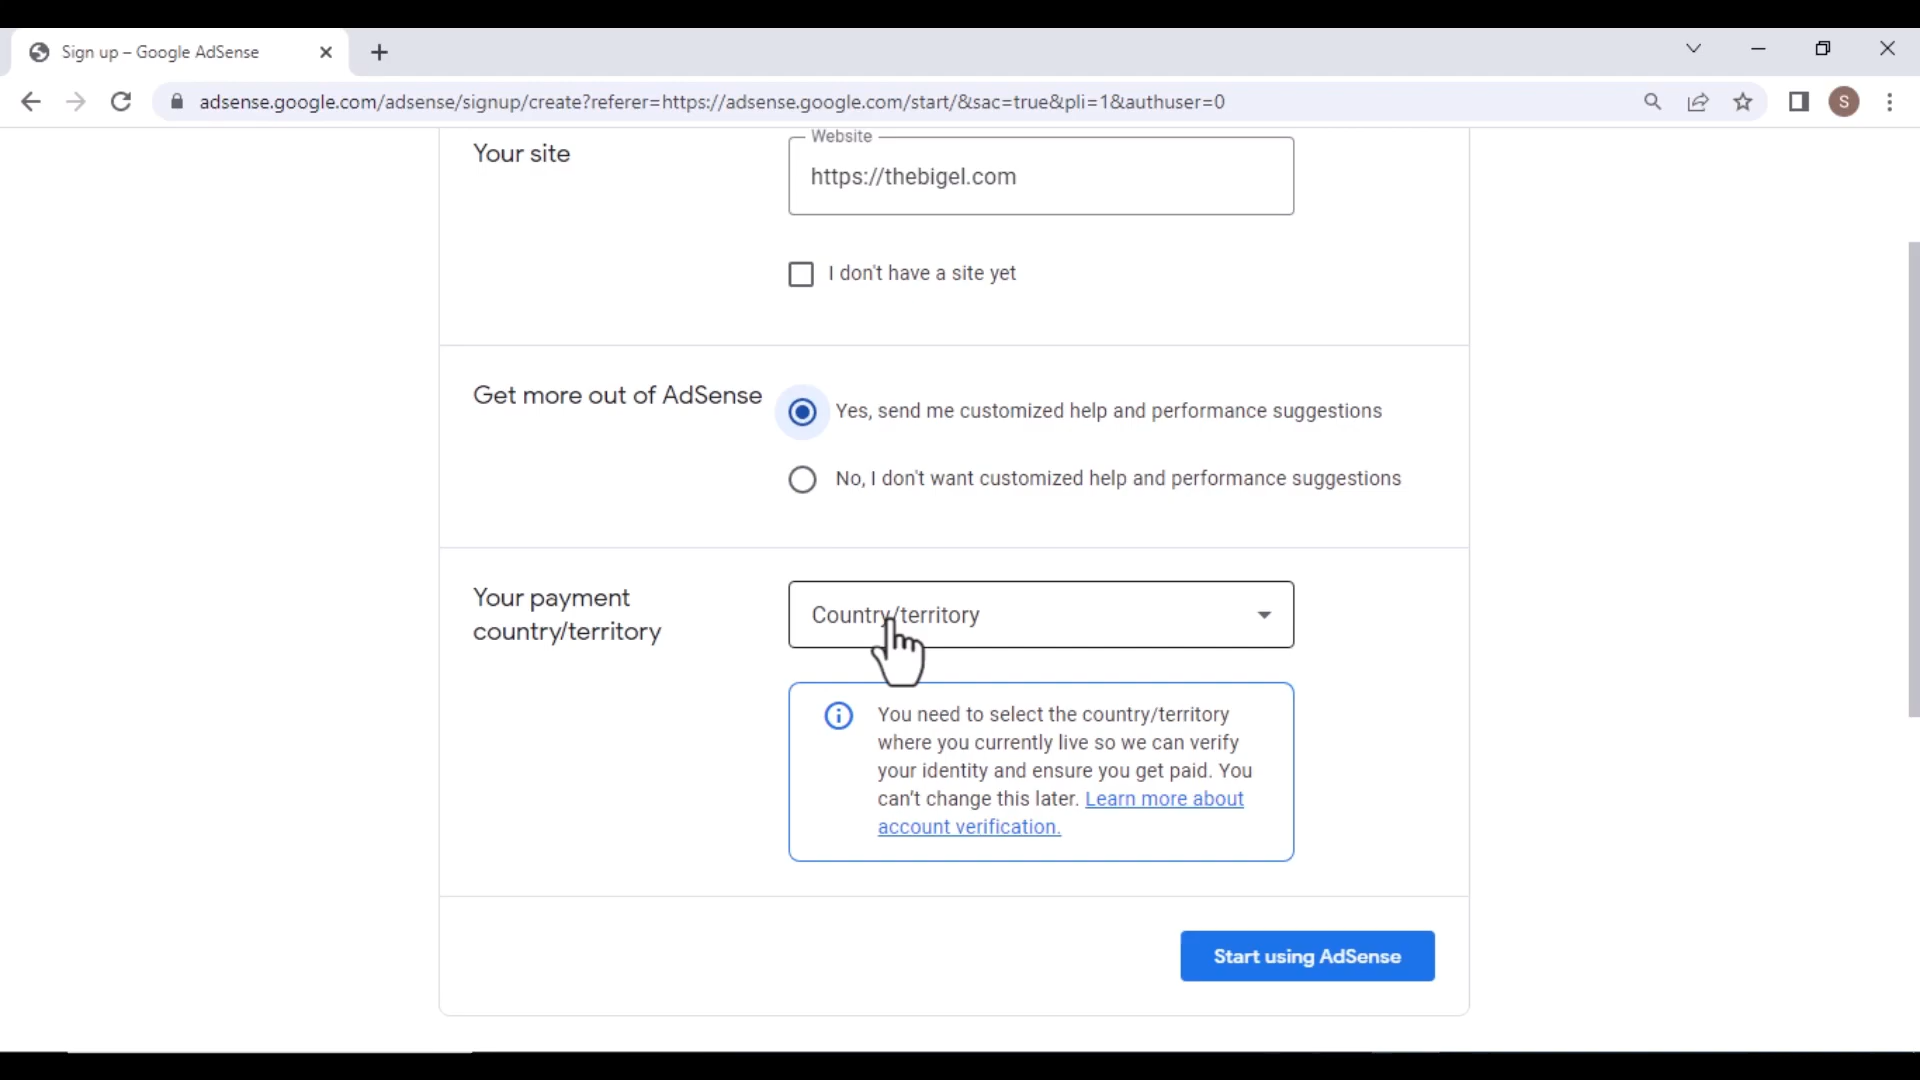 Sign up – Google AdSense
adsense.google.com/adsense/signup/create?referer=https://adsense.google.com/start/&sac=true&pli=1&authuser=0
S
Your site
Website
https://thebigel.com
I don't have a site yet
Get more out of AdSense
Yes, send me customized help and performance suggestions
No, I don't want customized help and performance suggestions
Your payment
country/territory
Country/territory
You need to select the country/territory
where you currently live so we can verify
your identity and ensure you get paid. You
can't change this later. Learn more about
account verification.
Start using AdSense